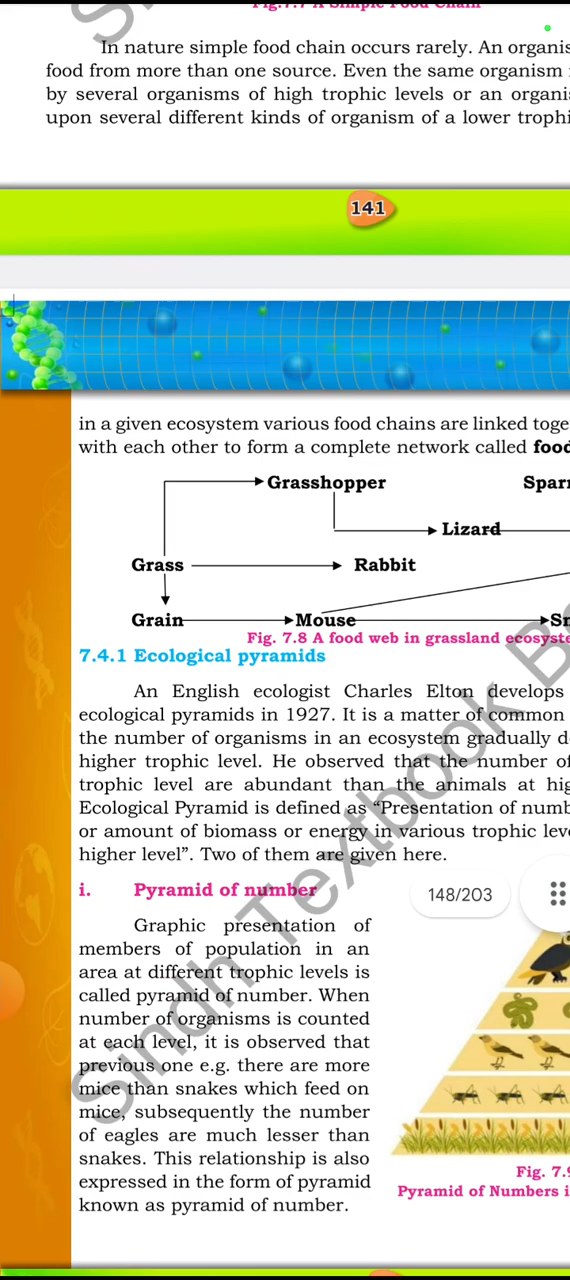 Fig.7.7 A Simple Food Chain
In nature simple food chain occurs rarely. An
food from more than one source. Even the same organism
by several organisms of high trophic levels or an
upon several different kinds of organism of a lower
141
in a given ecosystem various food chains are linked
with each other to form a complete network called
Grasshopper
Lizard
Grass Rabbit
Grain Mouse
Fig. 7.8 A food web in grassland
7.4.1 Ecological pyramids
An English ecologist Charles Elton develops
ecological pyramids in 1927. It is a matter of common
the number of organisms in an ecosystem gradually
higher trophic level. He observed that the number of
trophic level are abundant than the animals at
Ecological Pyramid is defined as “Presentation of
or amount of biomass or energy in various trophic
higher level”. Two of them are given here.
i. Pyramid of number
148/203
Graphic presentation of
members of population in an
area at different trophic levels is
called pyramid of number. When
number of organisms is counted
at each level, it is observed that
previous one e.g. there are more
mice than snakes which feed on
mice, subsequently the number
of eagles are much lesser than
snakes. This relationship is also
expressed in the form of pyramid
known as pyramid of number.
Fig.
Pyramid of Numbers
Sindh Textbook